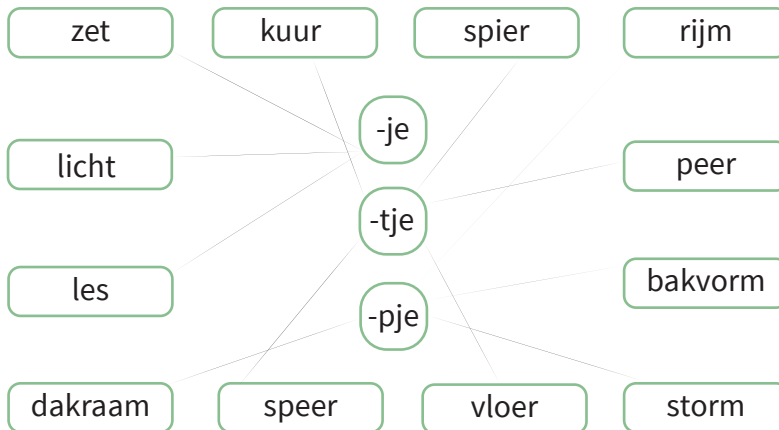 zet
kuur
spier
rijm
-je
licht
peer
-tje
les
bakvorm
-pje
dakraam
speer
vloer
storm